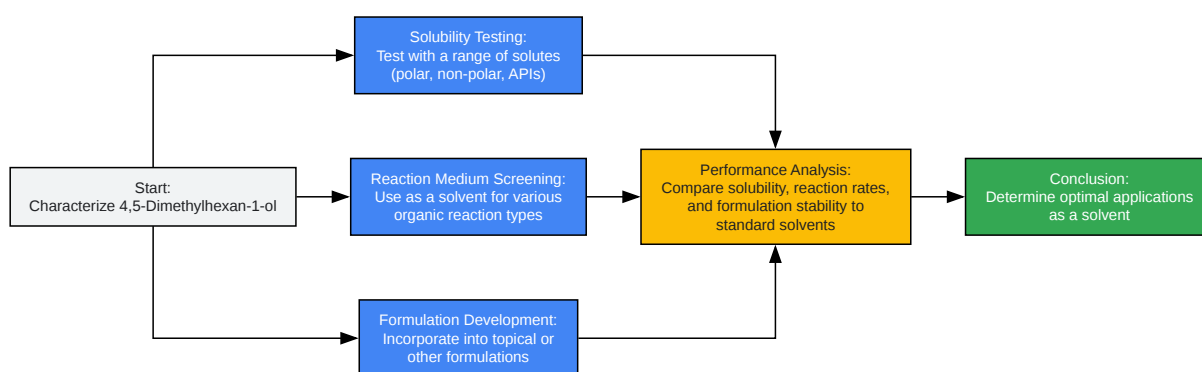 Start:
Characterize 4,5-Dimethylhexan-1-ol
Solubility Testing:
Test with a range of solutes
(polar, non-polar, APIs)
Reaction Medium Screening:
Use as a solvent for various
organic reaction types
Formulation Development:
Incorporate into topical or
other formulations
Performance Analysis:
Compare solubility, reaction rates,
and formulation stability to
standard solvents
Conclusion:
Determine optimal applications
as a solvent